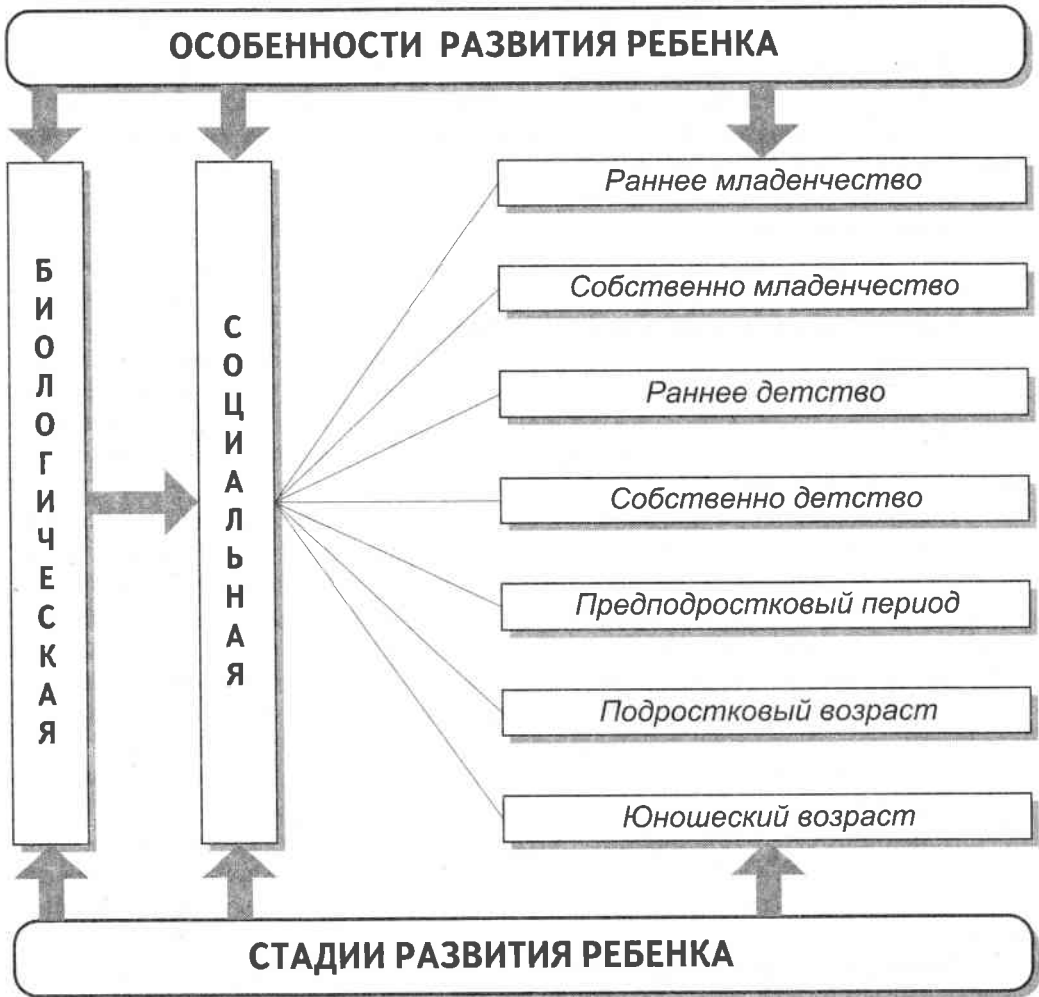 ОСОБЕННОСТИ РАЗВИТИЯ РЕБЕНКА
БИОЛОГИЧЕСКАЯ
СОЦИАЛЬНАЯ
Раннее младенчество
Собственно младенчество
Раннее детство
Собственно детство
Предподростковый период
Подростковый возраст
Юношеский возраст
СТАДИИ РАЗВИТИЯ РЕБЕНКА